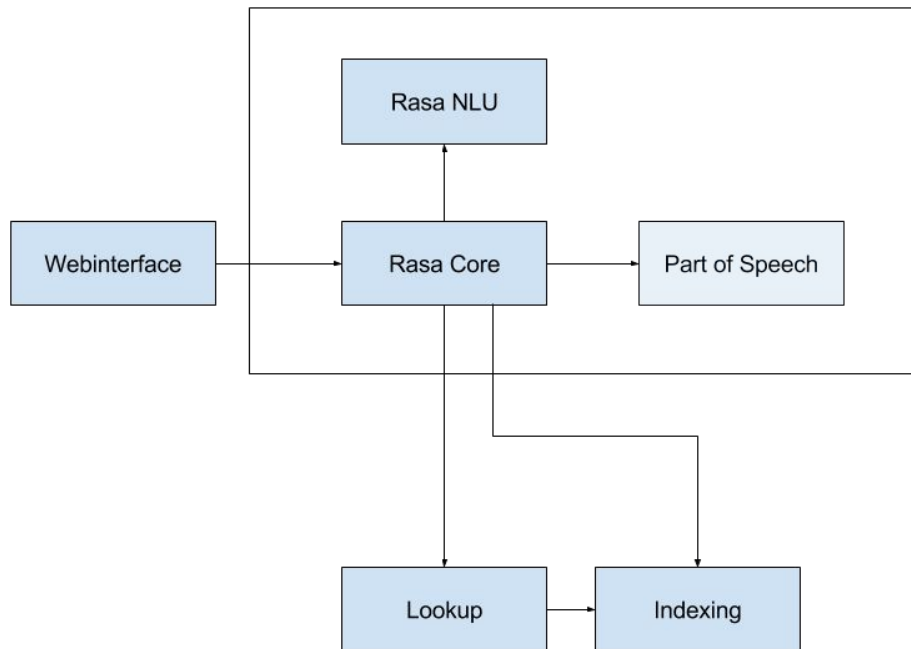 Rasa NLU
Webinterface
Rasa Core
Part of Speech
Lookup
Indexing